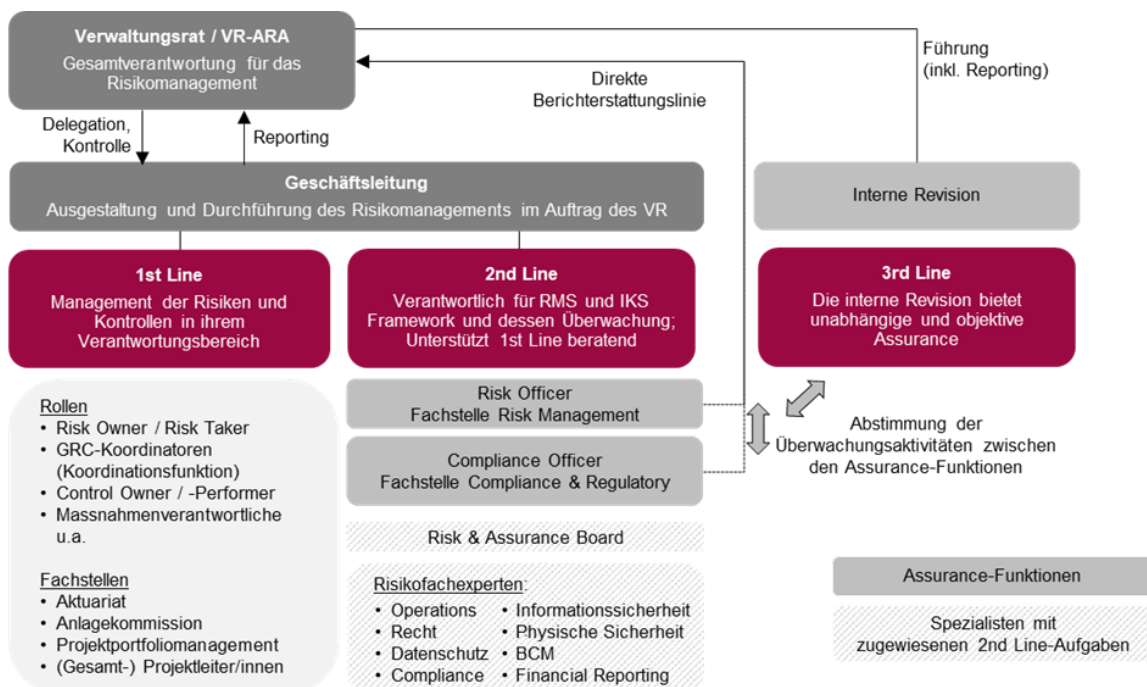 Verwaltungsrat / VR-ARA
Gesamtverantwortung für das
Risikomanagement
Direkte
Berichterstattungslinie
Führung
(inkl. Reporting)
Delegation,
Kontrolle
Reporting
Geschäftsleitung
Ausgestaltung und Durchführung des Risikomanagements im Auftrag des VR
Interne Revision
1st Line
Management der Risiken und
Kontrollen in ihrem
Verantwortungsbereich
2nd Line
Verantwortlich für RMS und IKS
Framework und dessen Überwachung;
Unterstützt 1st Line beratend
3rd Line
Die interne Revision bietet
unabhängige und objektive
Assurance
Rollen
• Risk Owner / Risk Taker
• GRC-Koordinatoren
(Koordinationsfunktion)
• Control Owner / -Performer
• Massnahmenverantwortliche
u.a.
Fachstellen
• Aktuariat
• Anlagekommission
• Projektportfoliomanagement
• (Gesamt-) Projektleiter/innen
Risk Officer
Fachstelle Risk Management
Compliance Officer
Fachstelle Compliance & Regulatory
Risk & Assurance Board
Risikofachexperten:
• Operations
• Recht
• Datenschutz
• Compliance
• Informationssicherheit
• Physische Sicherheit
• BCM
• Financial Reporting
Abstimmung der
Überwachungsaktivitäten zwischen
den Assurance-Funktionen
Assurance-Funktionen
Spezialisten mit
zugewiesenen 2nd Line-Aufgaben